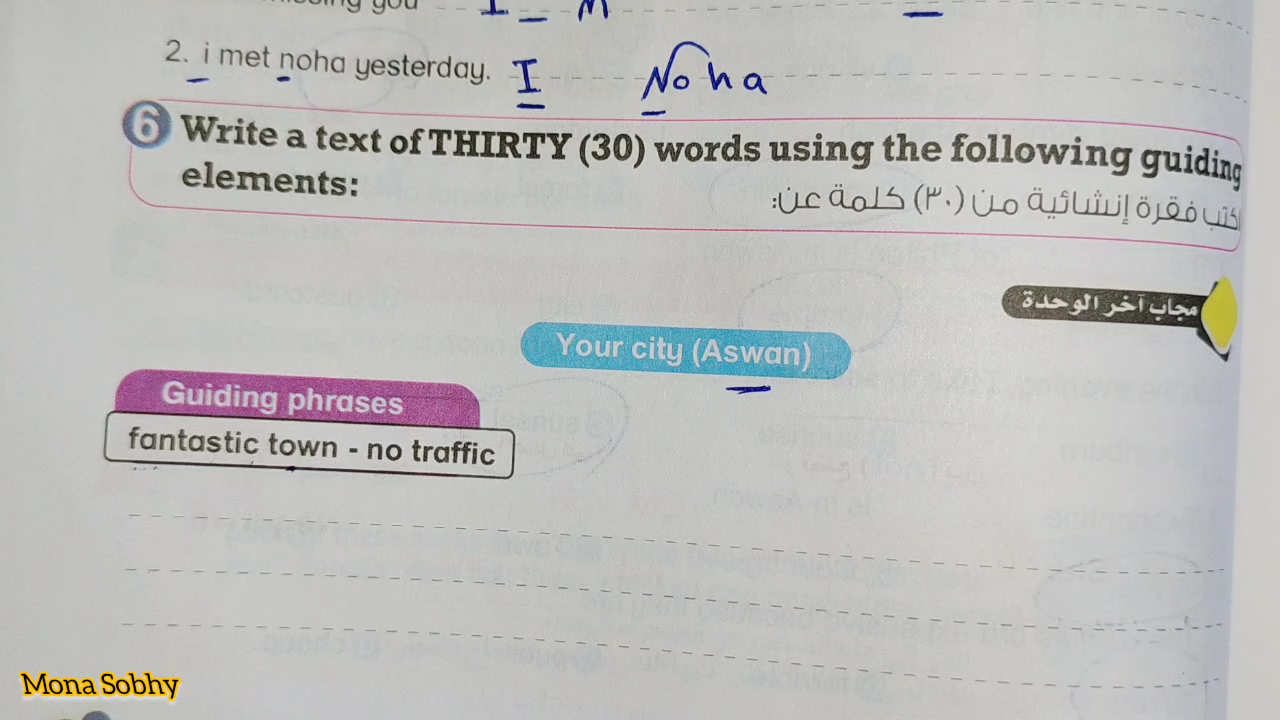 2. i met noha yesterday. I Noha
6 Write a text of THIRTY (30) words using the following guiding
elements:
اكتب فقرة إنشائية من (٣٠) كلمة عن:
مجاب آخر الوحدة
Your city (Aswan)
Guiding phrases
fantastic town - no traffic
Mona Sobhy